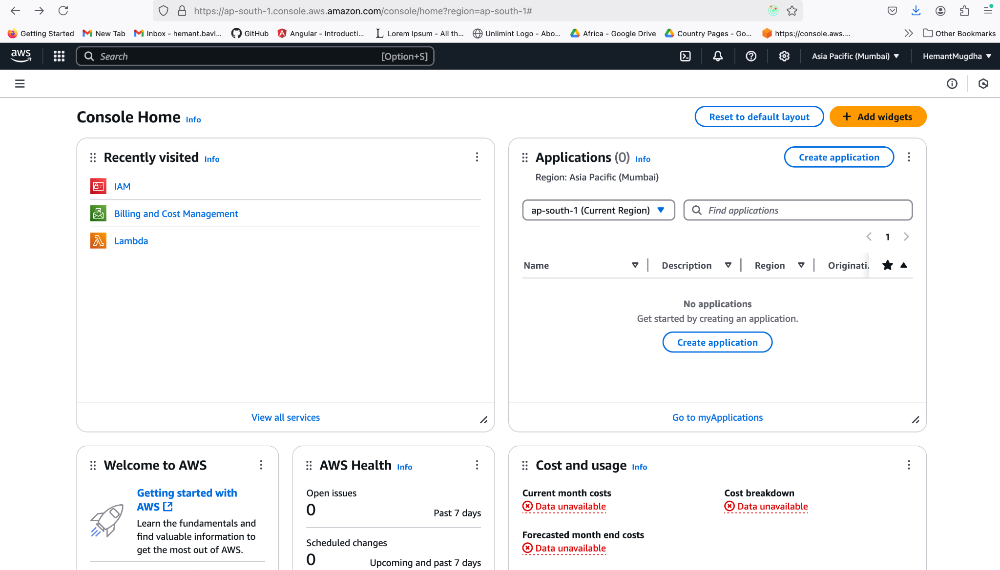 https://ap-south-1.console.aws.amazon.com/console/home?region=ap-south-1#
Getting Started
New Tab
Inbox - hemant.bavl...
GitHub
Angular - Introducti...
Lorem Ipsum - All th...
Unlimint Logo - Abo...
Africa - Google Drive
Country Pages - Go...
https://console.aws....
Other Bookmarks
aws
Search
[Option+S]
Asia Pacific (Mumbai)
HemantMugdha
Console Home Info
Reset to default layout
+ Add widgets
Recently visited Info
IAM
Billing and Cost Management
Lambda
View all services
Applications (0) Info
Create application
Region: Asia Pacific (Mumbai)
ap-south-1 (Current Region)
Find applications
1
Name
Description
Region
Originati.
No applications
Get started by creating an application.
Create application
Go to myApplications
Welcome to AWS
Getting started with
AWS
Learn the fundamentals and
find valuable information to
get the most out of AWS.
AWS Health Info
Open issues
0
Past 7 days
Scheduled changes
0
Upcoming and past 7 days
Cost and usage Info
Current month costs
Data unavailable
Cost breakdown
Data unavailable
Forecasted month end costs
Data unavailable